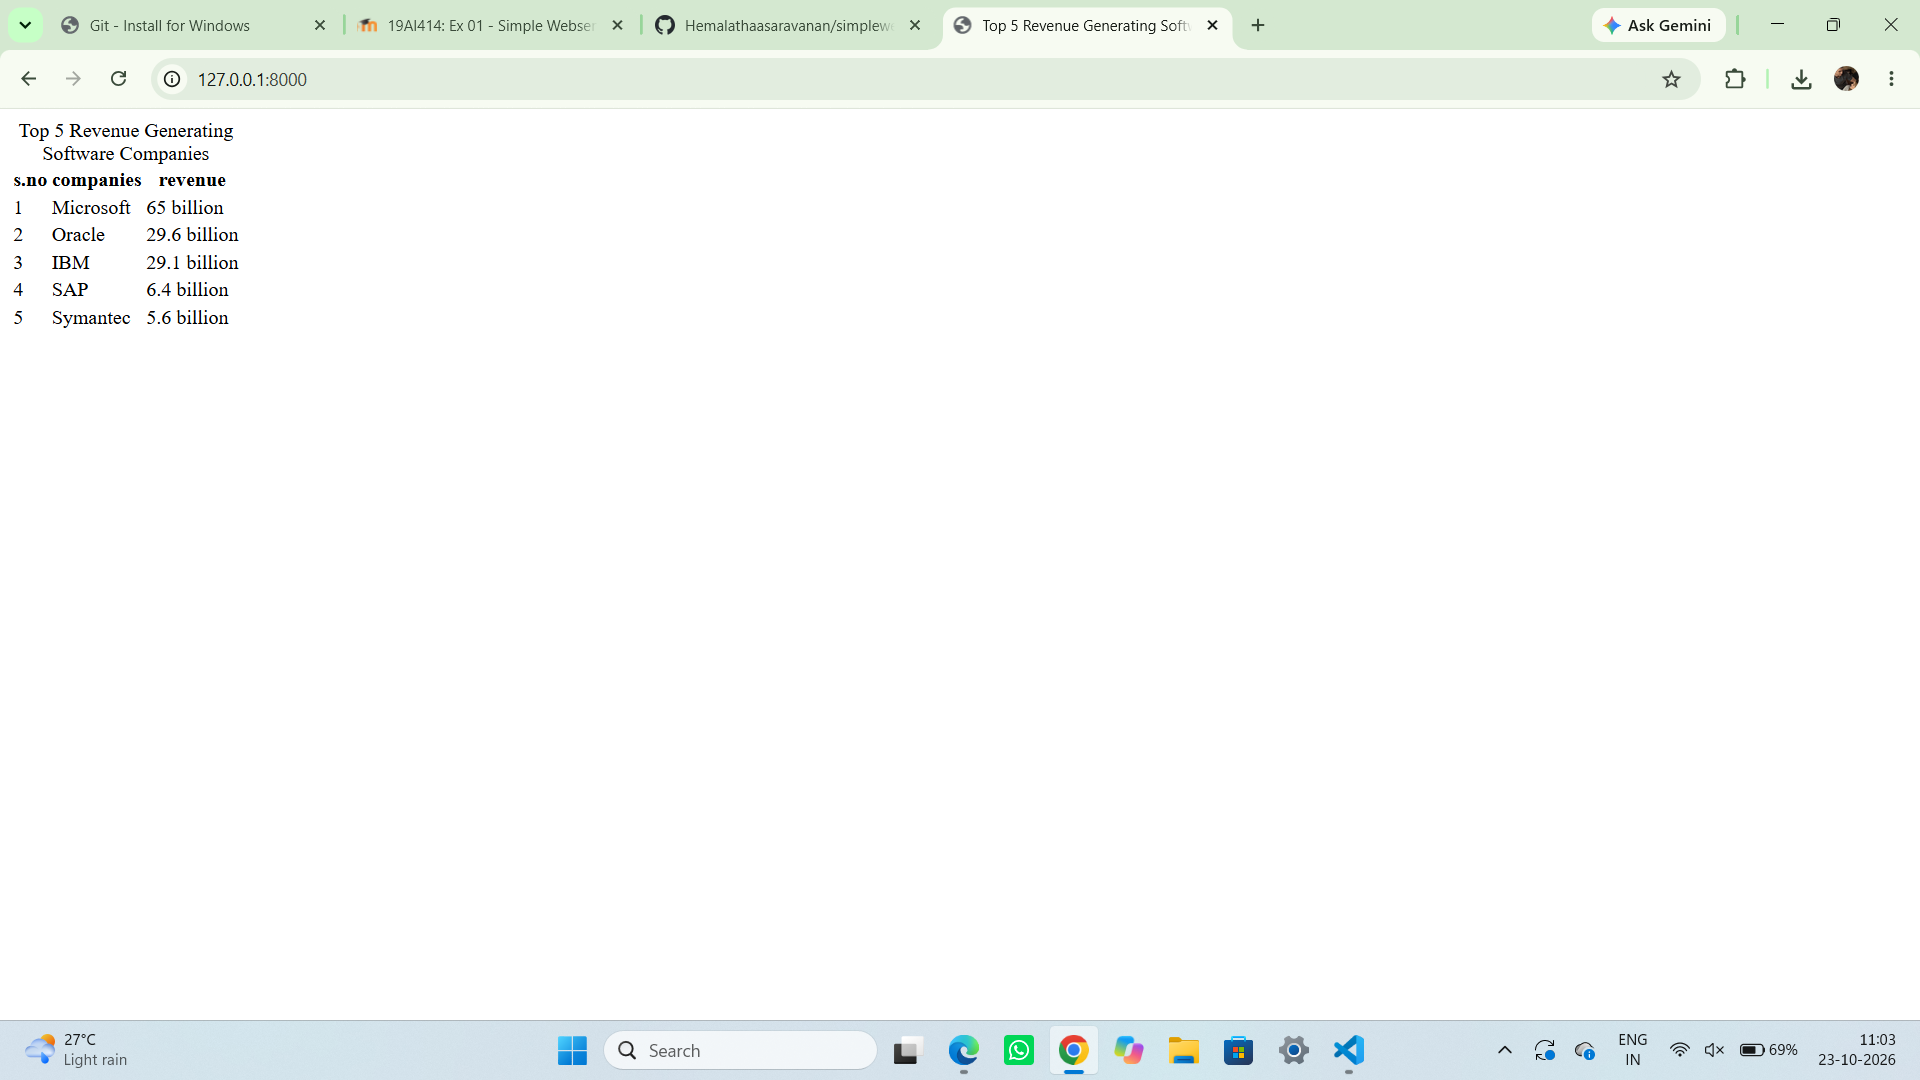 Git - Install for Windows
19AI414: Ex 01 - Simple Webser
Hemalathaasaravanan/simplewe
Top 5 Revenue Generating Softw
Ask Gemini
127.0.0.1:8000
Top 5 Revenue Generating
Software Companies
s.no companies revenue
1 Microsoft 65 billion
2 Oracle 29.6 billion
3 IBM 29.1 billion
4 SAP 6.4 billion
5 Symantec 5.6 billion
27°C
Light rain
Search
ENG
IN
69%
11:03
23-10-2026